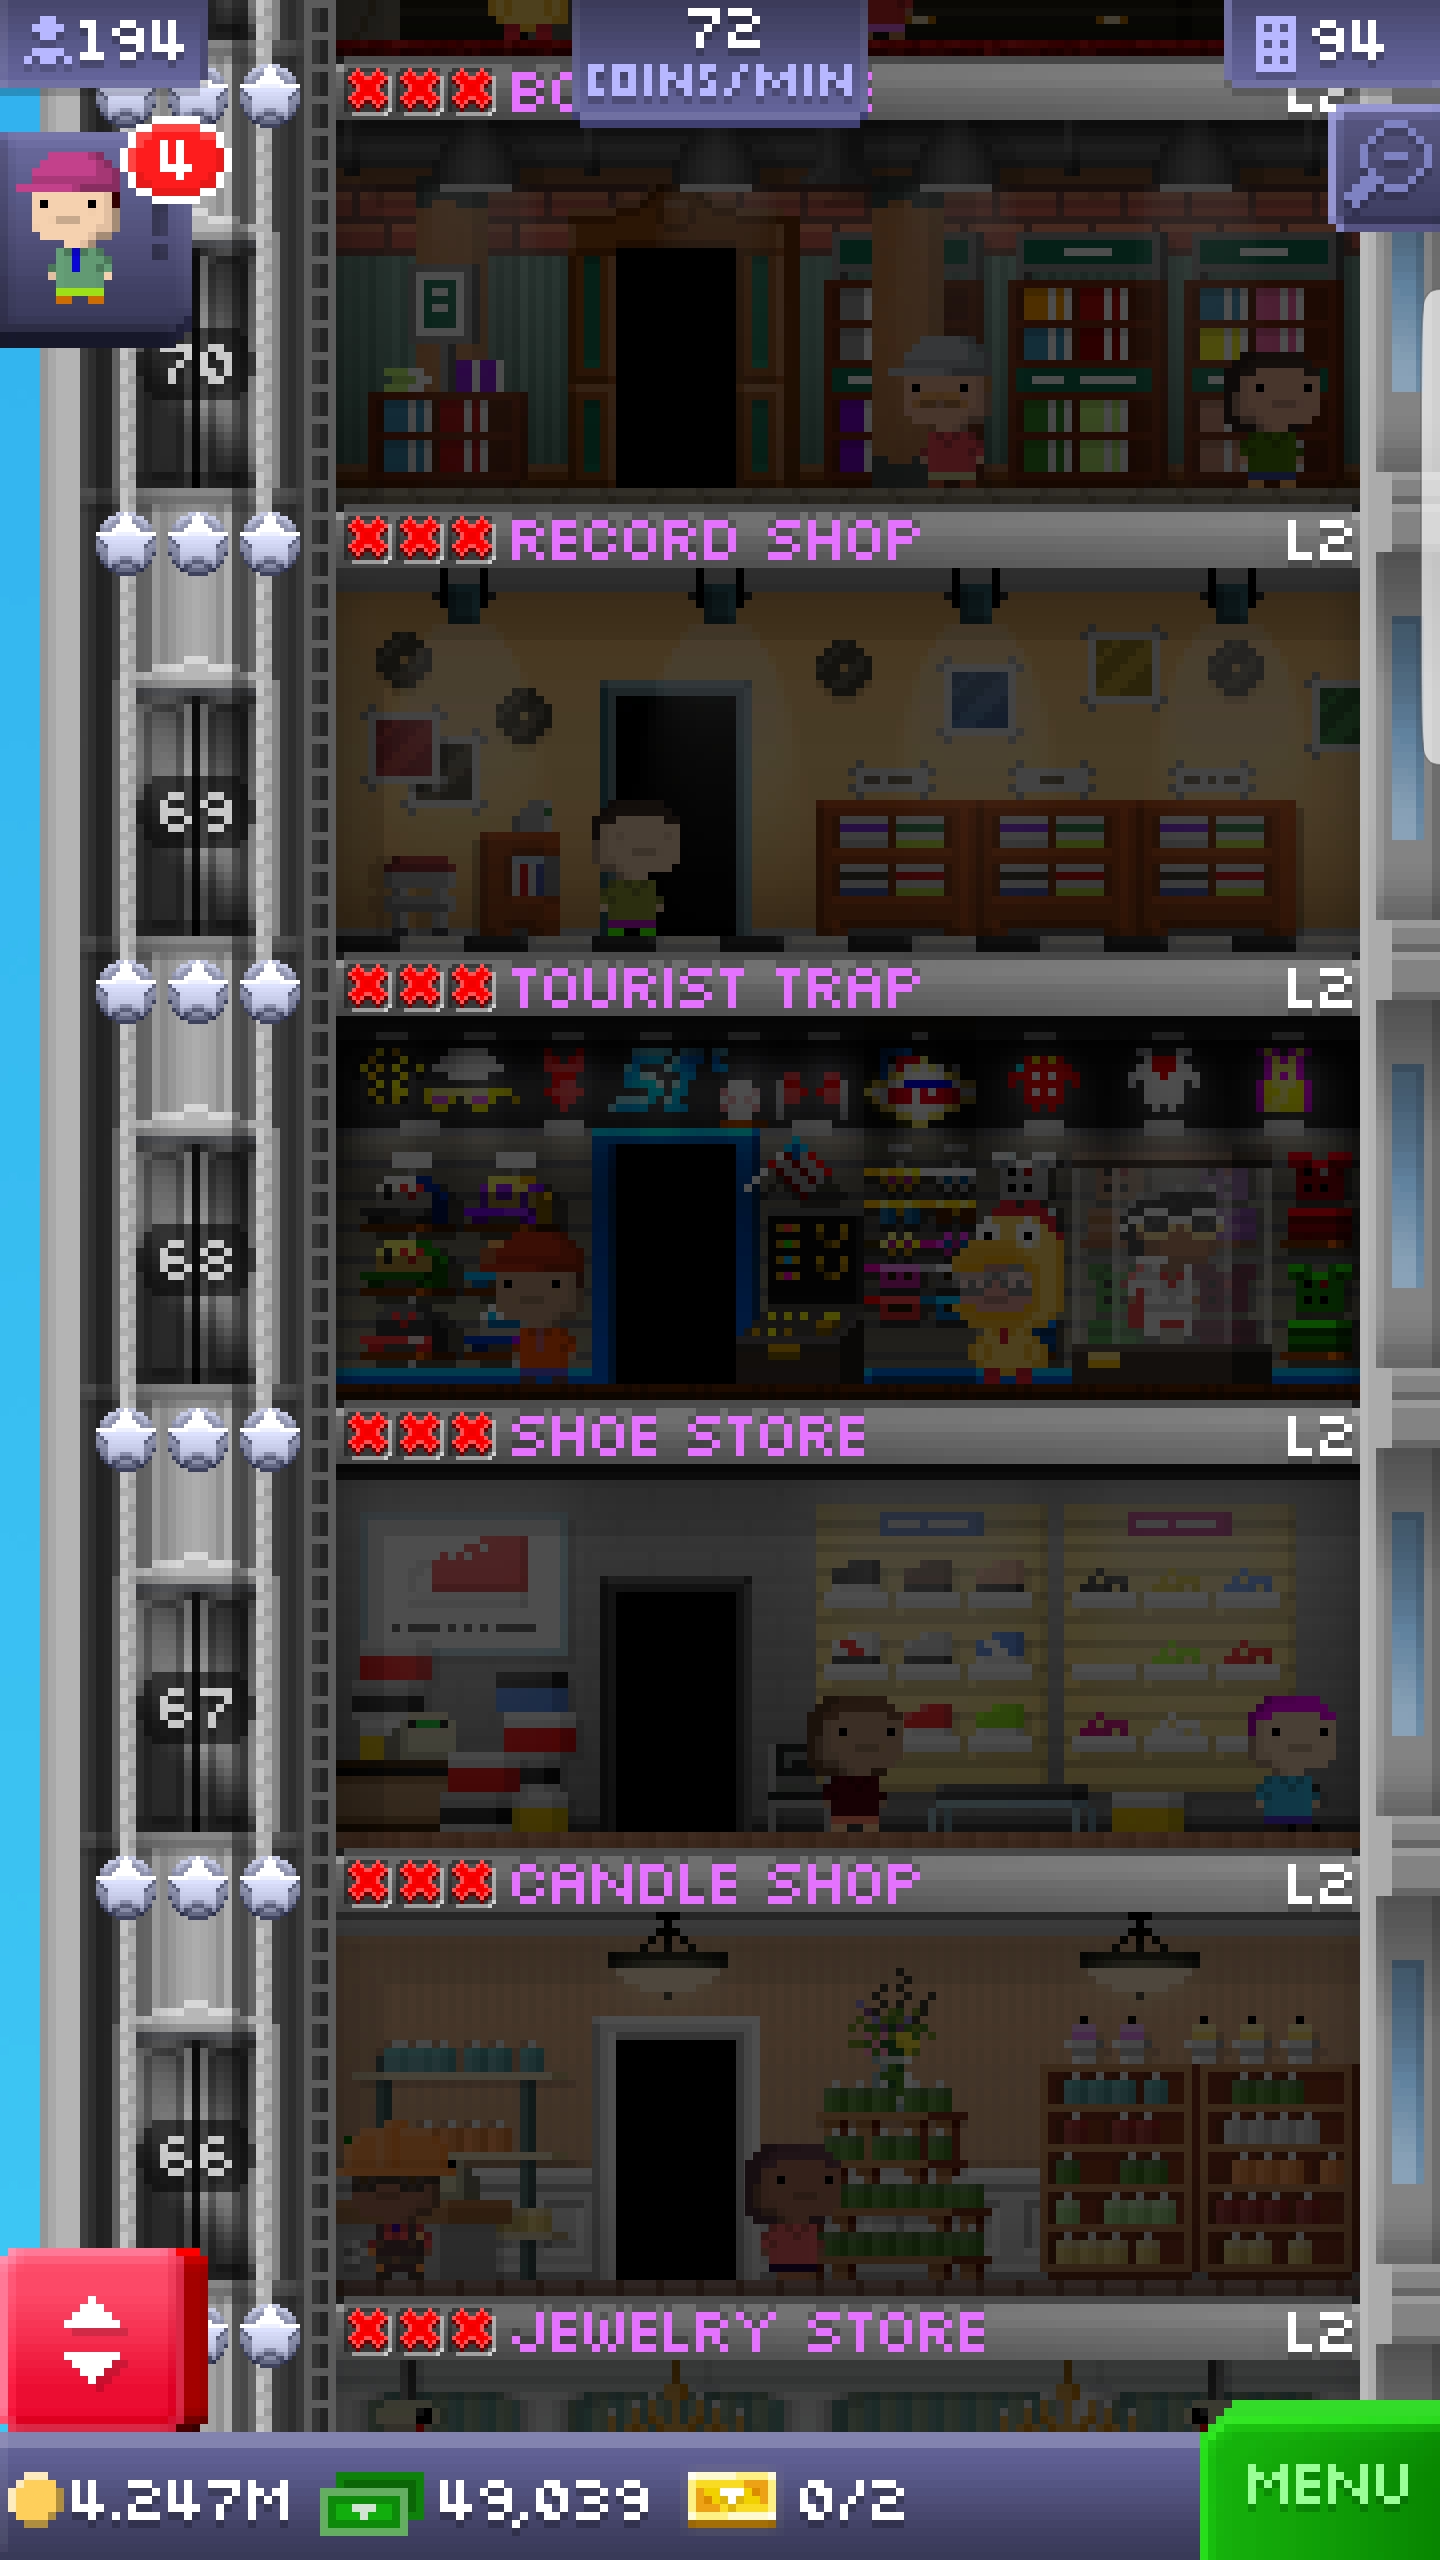 194
72
COINS/MIN
94
4
L2
70
RECORD SHOP L2
69
TOURIST TRAP L2
68
SHOE STORE L2
67
CANDLE SHOP L2
66
JEWELRY STORE L2
4.247M 49,039 0/2
MENU